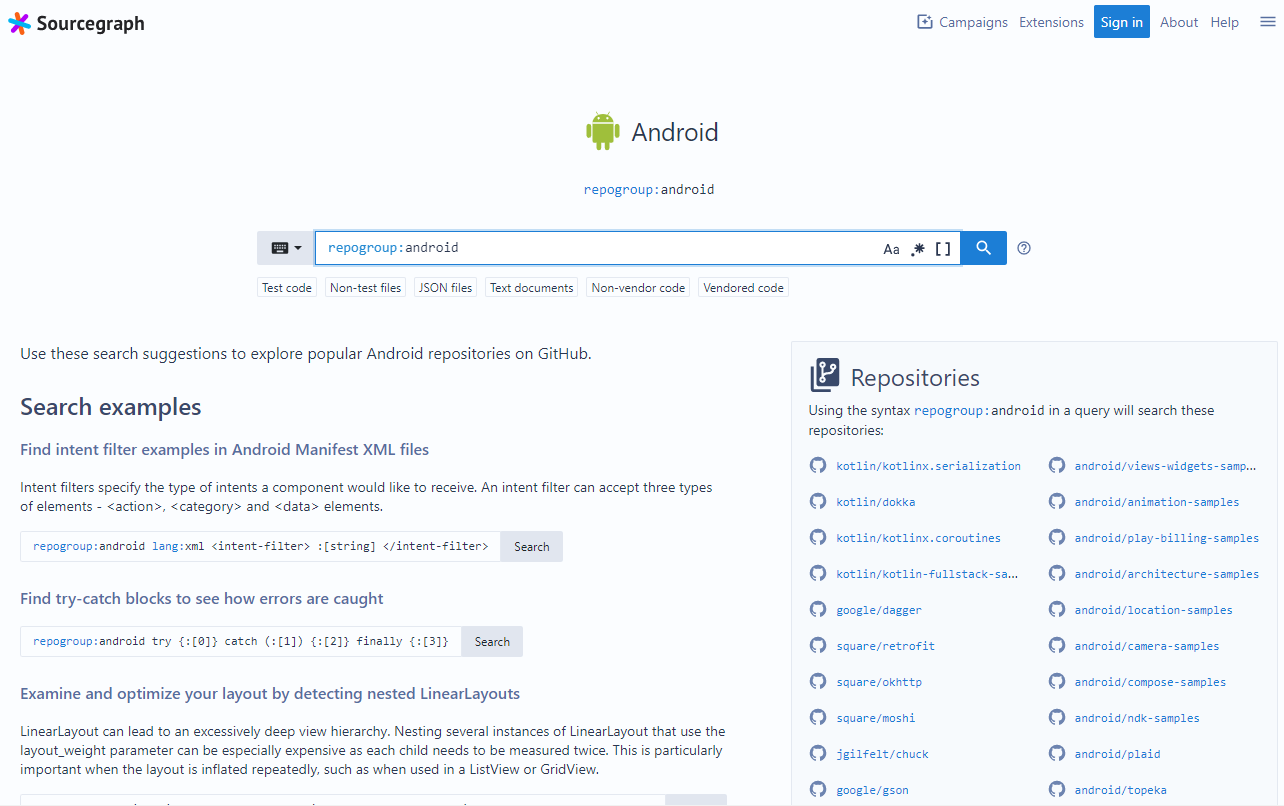 Sourcegraph
Campaigns Extensions Sign in About Help
Android
repogroup:android
repogroup:android Aa .* [ ] ?
Test code Non-test files JSON files Text documents Non-vendor code Vendored code
Use these search suggestions to explore popular Android repositories on GitHub.
Search examples
Find intent filter examples in Android Manifest XML files
Intent filters specify the type of intents a component would like to receive. An intent filter can accept three types
of elements - <action>, <category> and <data> elements.
repogroup:android lang:xml <intent-filter> :[string] </intent-filter> Search
Find try-catch blocks to see how errors are caught
repogroup:android try {:[0]} catch (:[1]) {:[2]} finally {:[3]} Search
Examine and optimize your layout by detecting nested LinearLayouts
LinearLayout can lead to an excessively deep view hierarchy. Nesting several instances of LinearLayout that use the
layout_weight parameter can be especially expensive as each child needs to be measured twice. This is particularly
important when the layout is inflated repeatedly, such as when used in a ListView or GridView.
Repositories
Using the syntax repogroup:android in a query will search these
repositories:
kotlin/kotlinx.serialization
kotlin/dokka
kotlin/kotlinx.coroutines
kotlin/kotlin-fullstack-sa...
google/dagger
square/retrofit
square/okhttp
square/moshi
jgilfelt/chuck
google/gson
android/views-widgets-samp...
android/animation-samples
android/play-billing-samples
android/architecture-samples
android/location-samples
android/camera-samples
android/compose-samples
android/ndk-samples
android/plaid
android/topeka